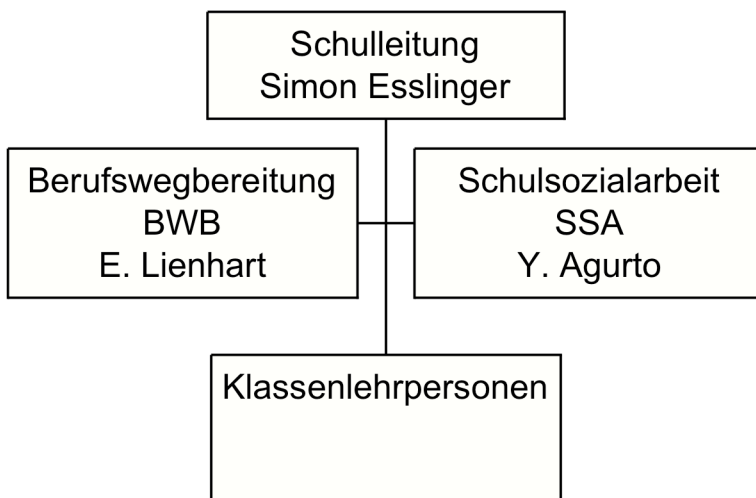 Schulleitung
Simon Esslinger
Berufswegbereitung
BWB
E. Lienhart
Schulsozialarbeit
SSA
Y. Agurto
Klassenlehrpersonen